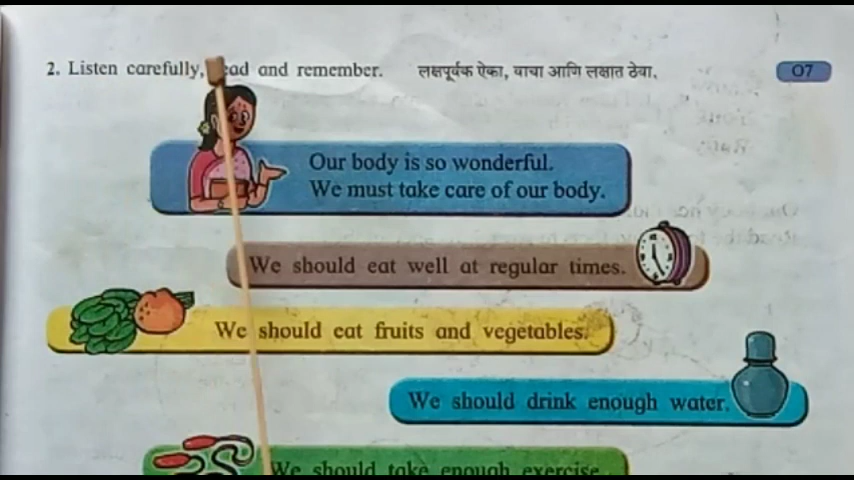 2. Listen carefully, read and remember. लक्षपूर्वक ऐका, वाचा आणि लक्षात ठेवा.
07
Our body is so wonderful.
We must take care of our body.
We should eat well at regular times.
We should eat fruits and vegetables.
We should drink enough water.
We should take enough exercise.